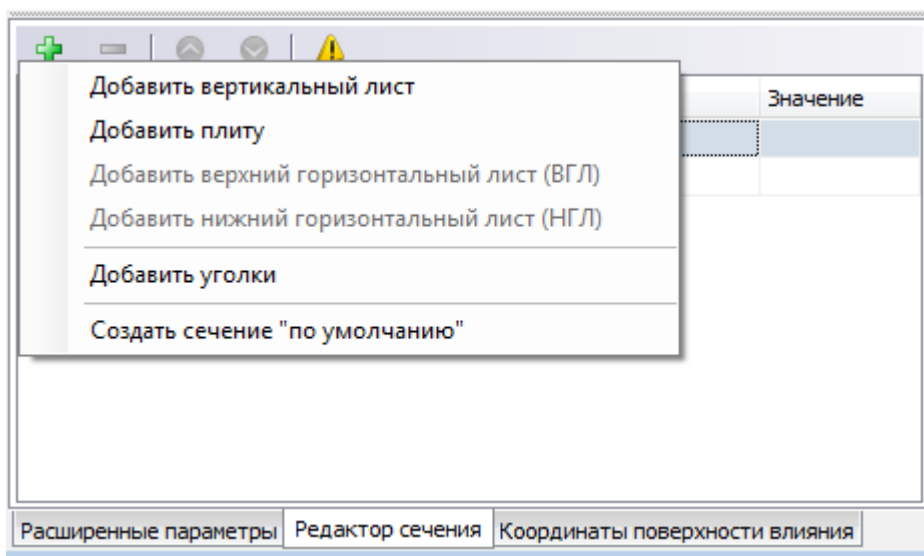 Добавить вертикальный лист
Значение
Добавить плиту
Добавить верхний горизонтальный лист (ВГЛ)
Добавить нижний горизонтальный лист (НГЛ)
Добавить уголки
Создать сечение "по умолчанию"
Расширенные параметры Редактор сечения Координаты поверхности влияния